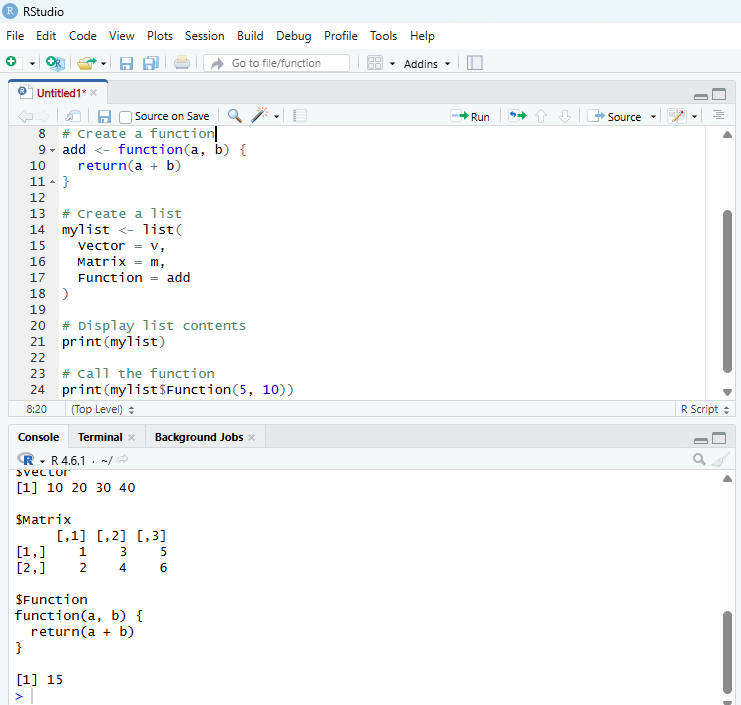 RStudio
File Edit Code View Plots Session Build Debug Profile Tools Help
Go to file/function Addins
Untitled1*
Source on Save Run Source
8 # Create a function
9 add <- function(a, b) {
10   return(a + b)
11 }
12
13 # Create a list
14 mylist <- list(
15   Vector = v,
16   Matrix = m,
17   Function = add
18 )
19
20 # Display list contents
21 print(mylist)
22
23 # Call the function
24 print(mylist$Function(5, 10))
8:20 (Top Level) R Script
Console Terminal Background Jobs
R R 4.6.1 · ~/
$Vector
[1] 10 20 30 40
$Matrix
     [,1] [,2] [,3]
[1,]    1    3    5
[2,]    2    4    6
$Function
function(a, b) {
  return(a + b)
}
[1] 15
>